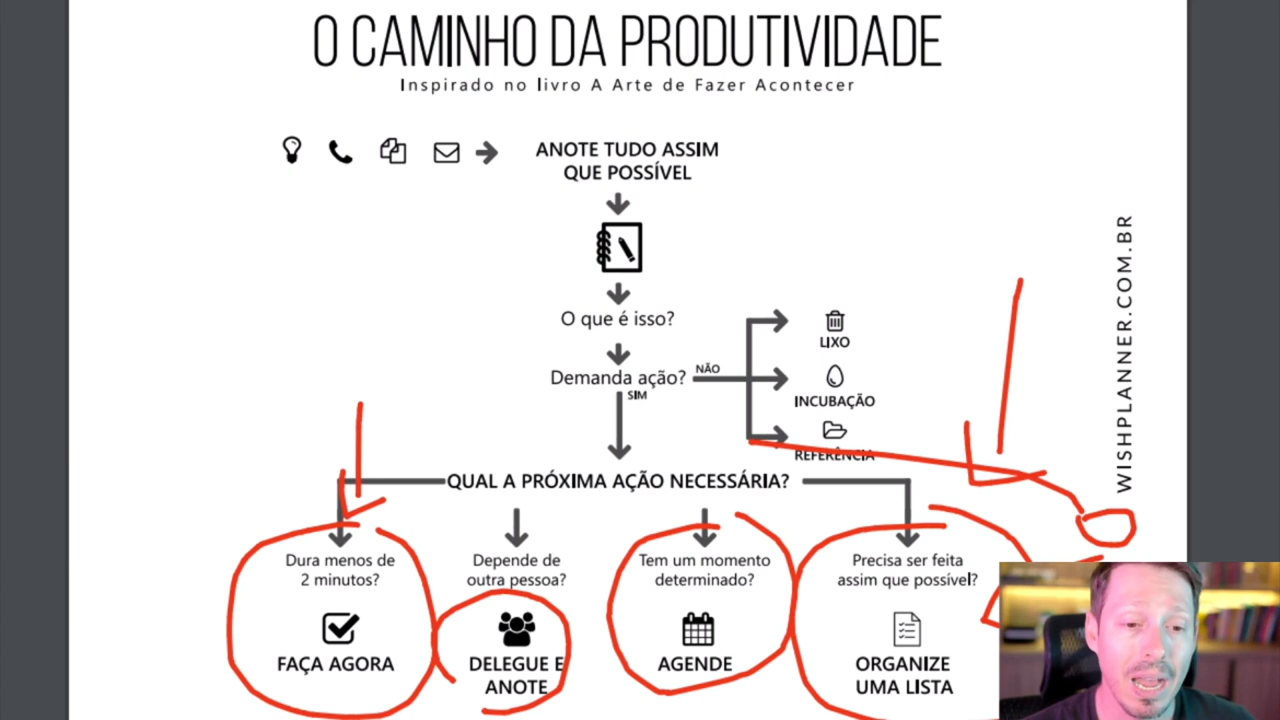 O CAMINHO DA PRODUTIVIDADE
Inspirado no livro A Arte de Fazer Acontecer
ANOTE TUDO ASSIM
QUE POSSÍVEL
O que é isso?
LIXO
Demanda ação?
NÃO
SIM
INCUBAÇÃO
REFERÊNCIA
QUAL A PRÓXIMA AÇÃO NECESSÁRIA?
Dura menos de
2 minutos?
FAÇA AGORA
Depende de
outra pessoa?
DELEGUE E
ANOTE
Tem um momento
determinado?
AGENDE
Precisa ser feita
assim que possível?
ORGANIZE
UMA LISTA
WISHPLANNER.COM.BR